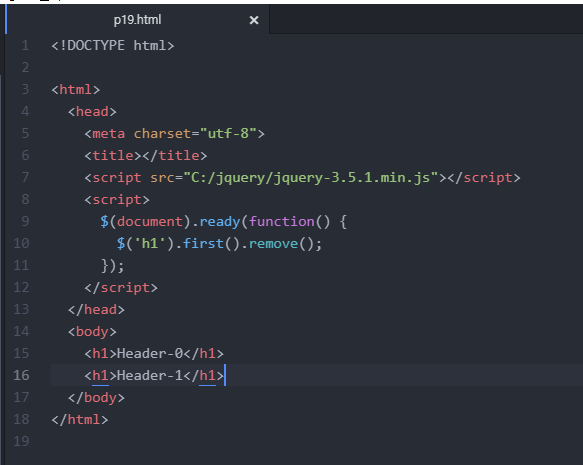 p19.html ×
1 <!DOCTYPE html>
2
3 <html>
4   <head>
5     <meta charset="utf-8">
6     <title></title>
7     <script src="C:/jquery/jquery-3.5.1.min.js"></script>
8     <script>
9       $(document).ready(function() {
10         $('h1').first().remove();
11       });
12     </script>
13   </head>
14   <body>
15     <h1>Header-0</h1>
16     <h1>Header-1</h1>
17   </body>
18 </html>
19